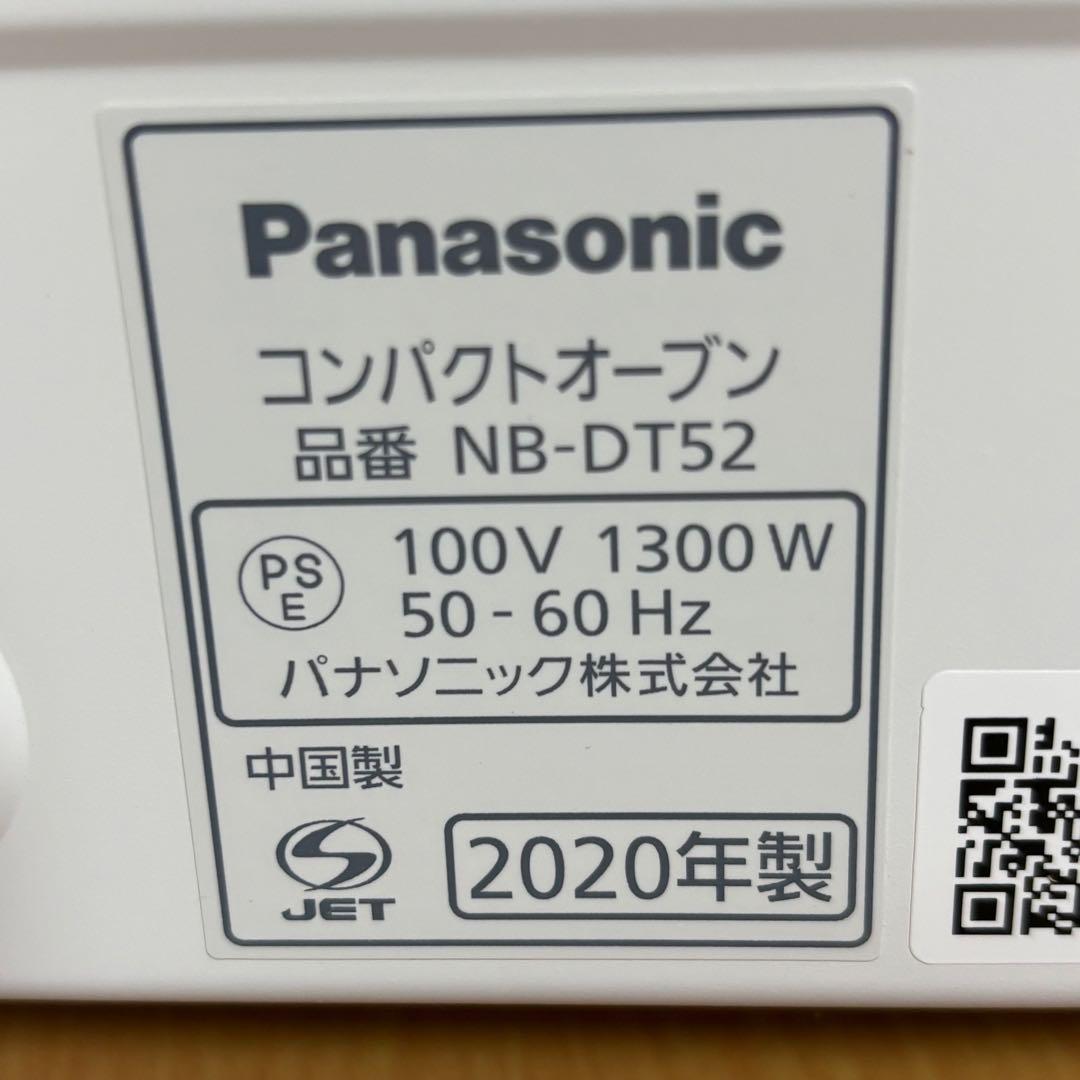 Panasonic
コンパクトオーブン
品番 NB-DT52
PS
E
100V 1300W
50-60Hz
パナソニック株式会社
中国製
JET
2020年製